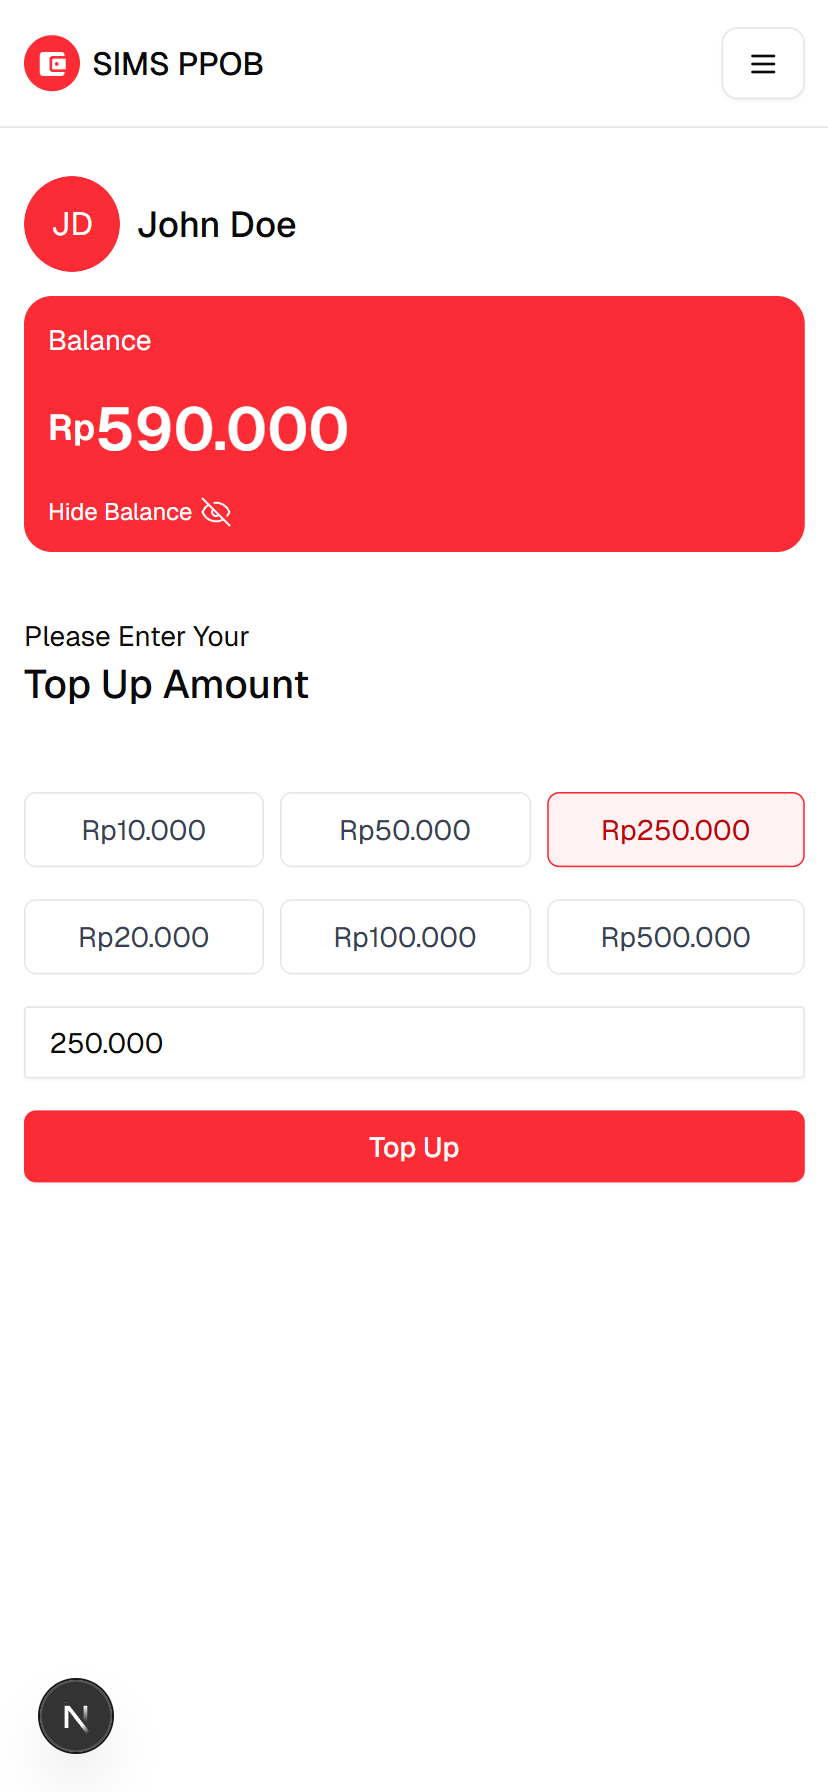 SIMS PPOB
JD
John Doe
Balance
Rp590.000
Hide Balance
Please Enter Your
Top Up Amount
Rp10.000 Rp50.000 Rp250.000
Rp20.000 Rp100.000 Rp500.000
250.000
Top Up
N